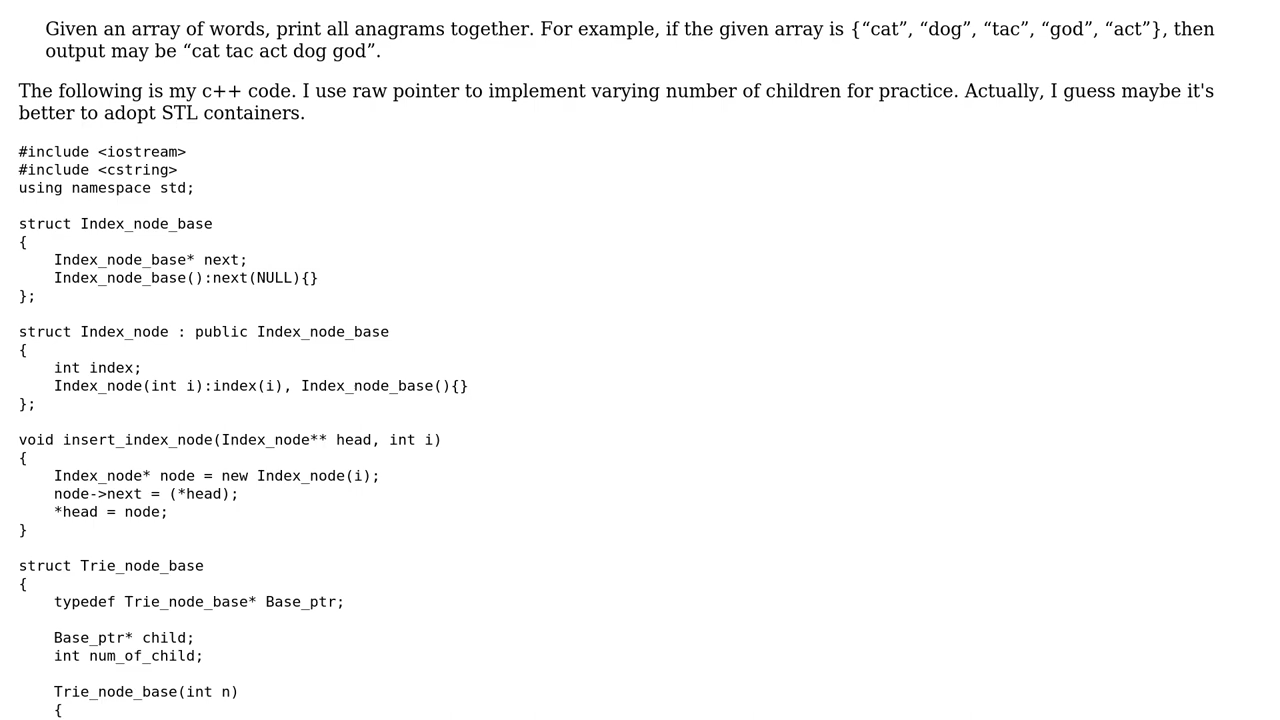 Given an array of words, print all anagrams together. For example, if the given array is {“cat”, “dog”, “tac”, “god”, “act”}, then
output may be “cat tac act dog god”.
The following is my c++ code. I use raw pointer to implement varying number of children for practice. Actually, I guess maybe it's
better to adopt STL containers.
#include <iostream>
#include <cstring>
using namespace std;
struct Index_node_base
{
    Index_node_base* next;
    Index_node_base():next(NULL){}
};
struct Index_node : public Index_node_base
{
    int index;
    Index_node(int i):index(i), Index_node_base(){}
};
void insert_index_node(Index_node** head, int i)
{
    Index_node* node = new Index_node(i);
    node->next = (*head);
    *head = node;
}
struct Trie_node_base
{
    typedef Trie_node_base* Base_ptr;
    Base_ptr* child;
    int num_of_child;
    Trie_node_base(int n)
    {